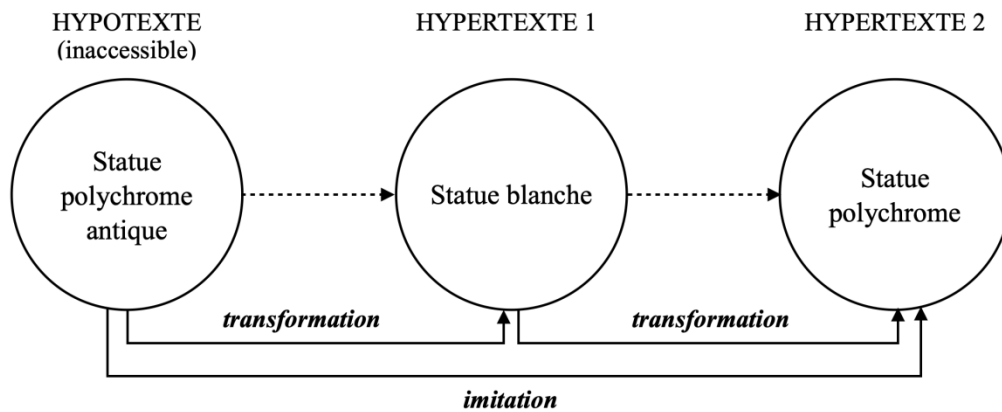 HYPOTEXTE
(inaccessible)
HYPERTEXTE 1
HYPERTEXTE 2
Statue
polychrome
antique
Statue blanche
Statue
polychrome
transformation
transformation
imitation